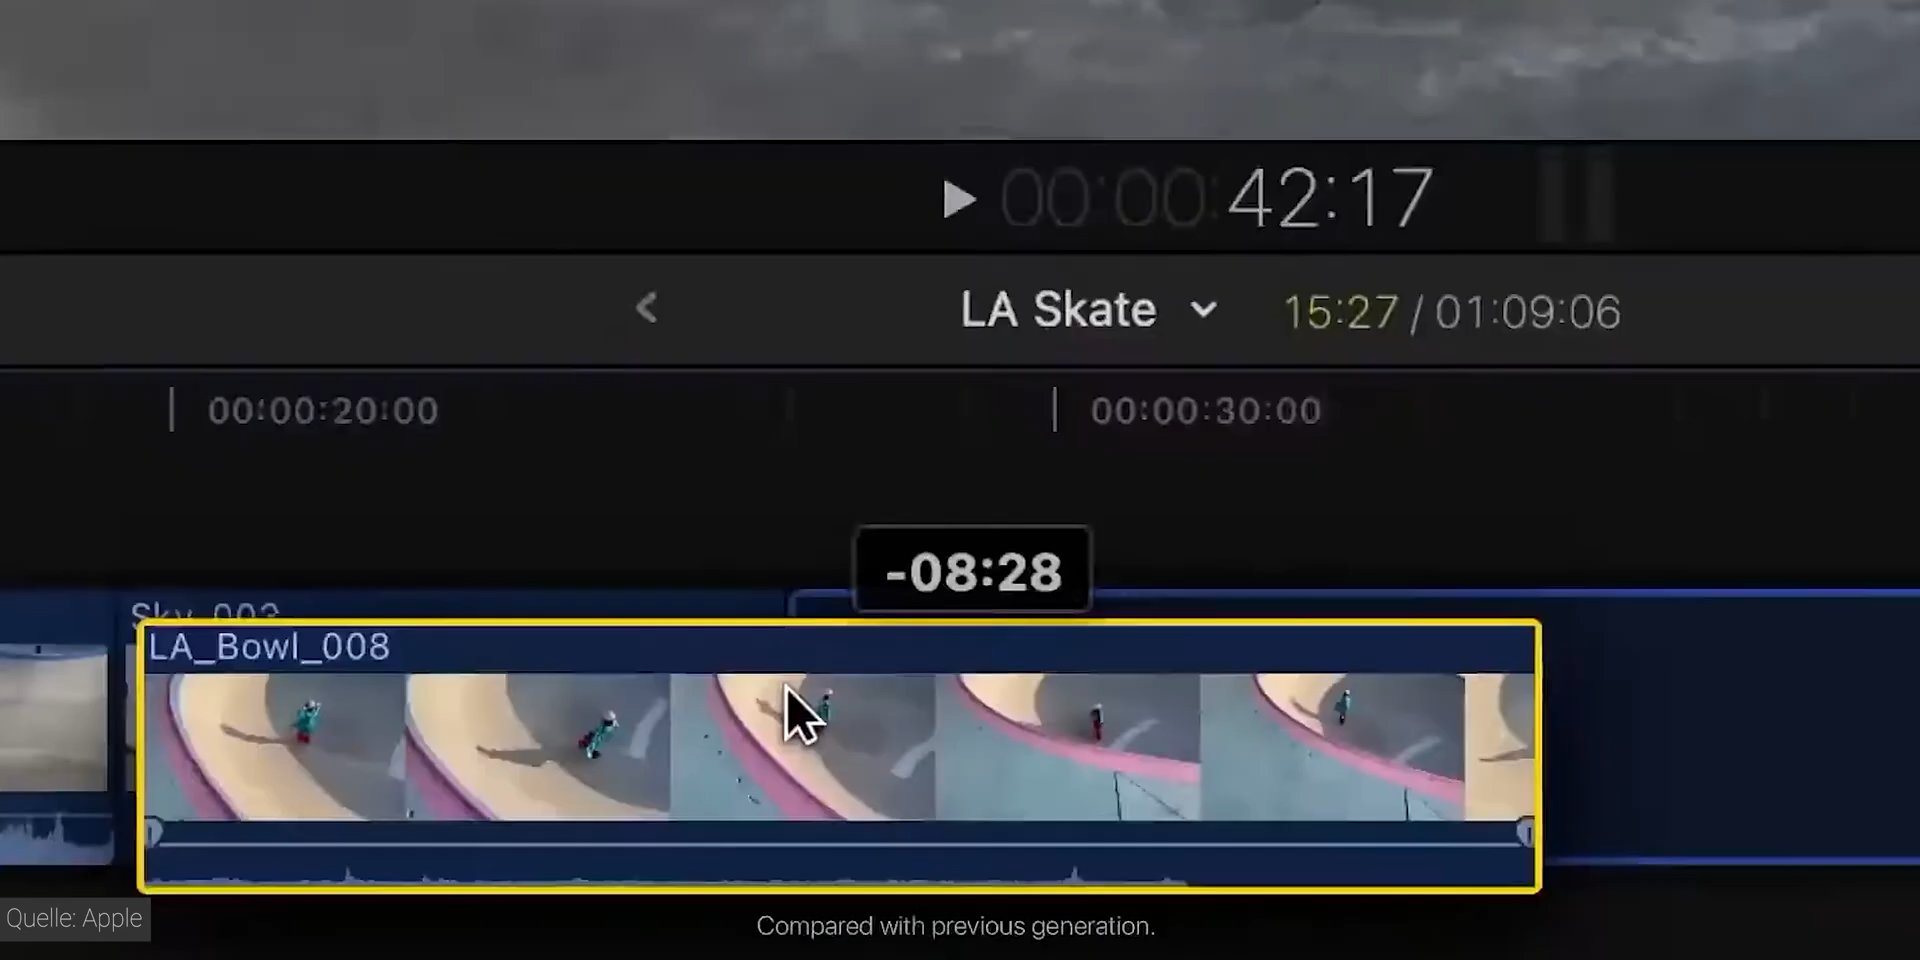 00:00:42:17
LA Skate 15:27 / 01:09:06
00:00:20:00 00:00:30:00
-08:28
Sky_002
LA_Bowl_008
Quelle: Apple
Compared with previous generation.